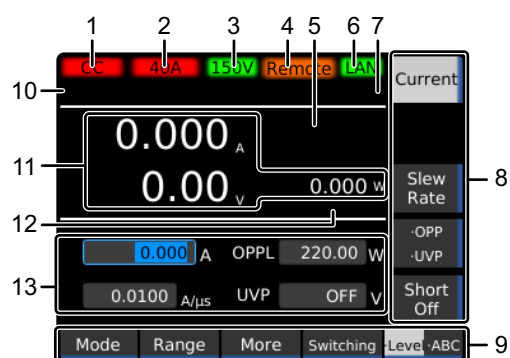 1 2 3 4 5 6 7
CC 40A 150V Remote LAN
Current
10
0.000 A
11
0.00 V 0.000 W
Slew
Rate
8
12
·OPP
·UVP
0.000 A OPPL 220.00 W
13
0.0100 A/μs UVP OFF V
Short
Off
Mode Range More Switching ·Level ·ABC
9